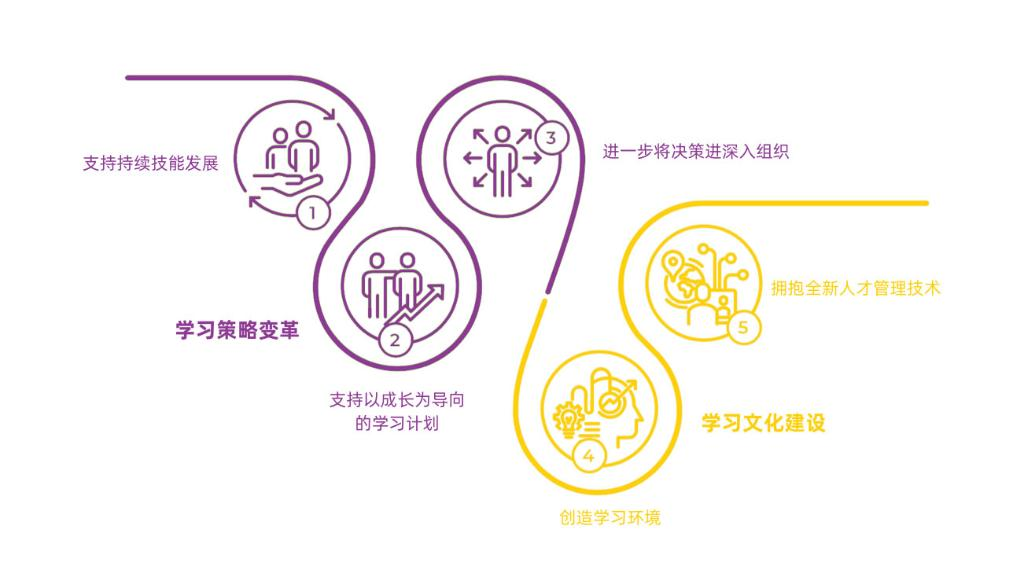 支持持续技能发展
1
学习策略变革
2
支持以成长为导向
的学习计划
3
进一步将决策进深入组织
4
创造学习环境
学习文化建设
5
拥抱全新人才管理技术